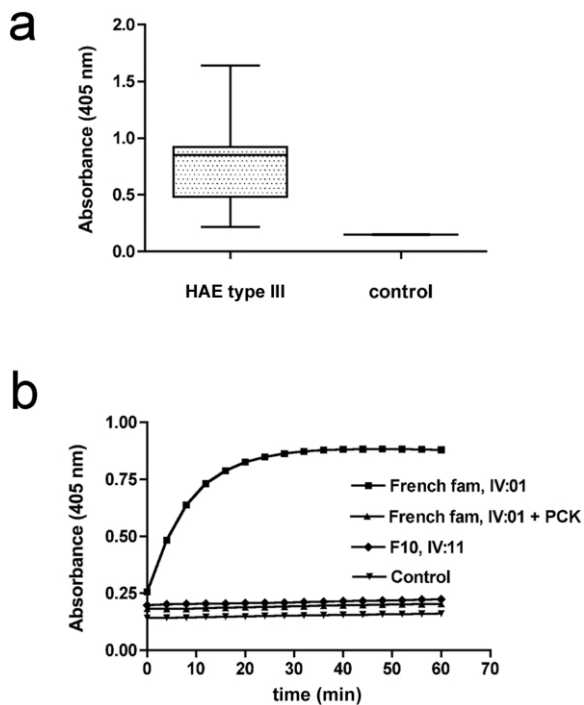 a
Absorbance (405 nm)
2.0
1.5
1.0
0.5
0.0
HAE type III
control
b
Absorbance (405 nm)
1.00
0.75
0.50
0.25
0.00
French fam, IV:01
French fam, IV:01 + PCK
F10, IV:11
Control
0 10 20 30 40 50 60 70
time (min)